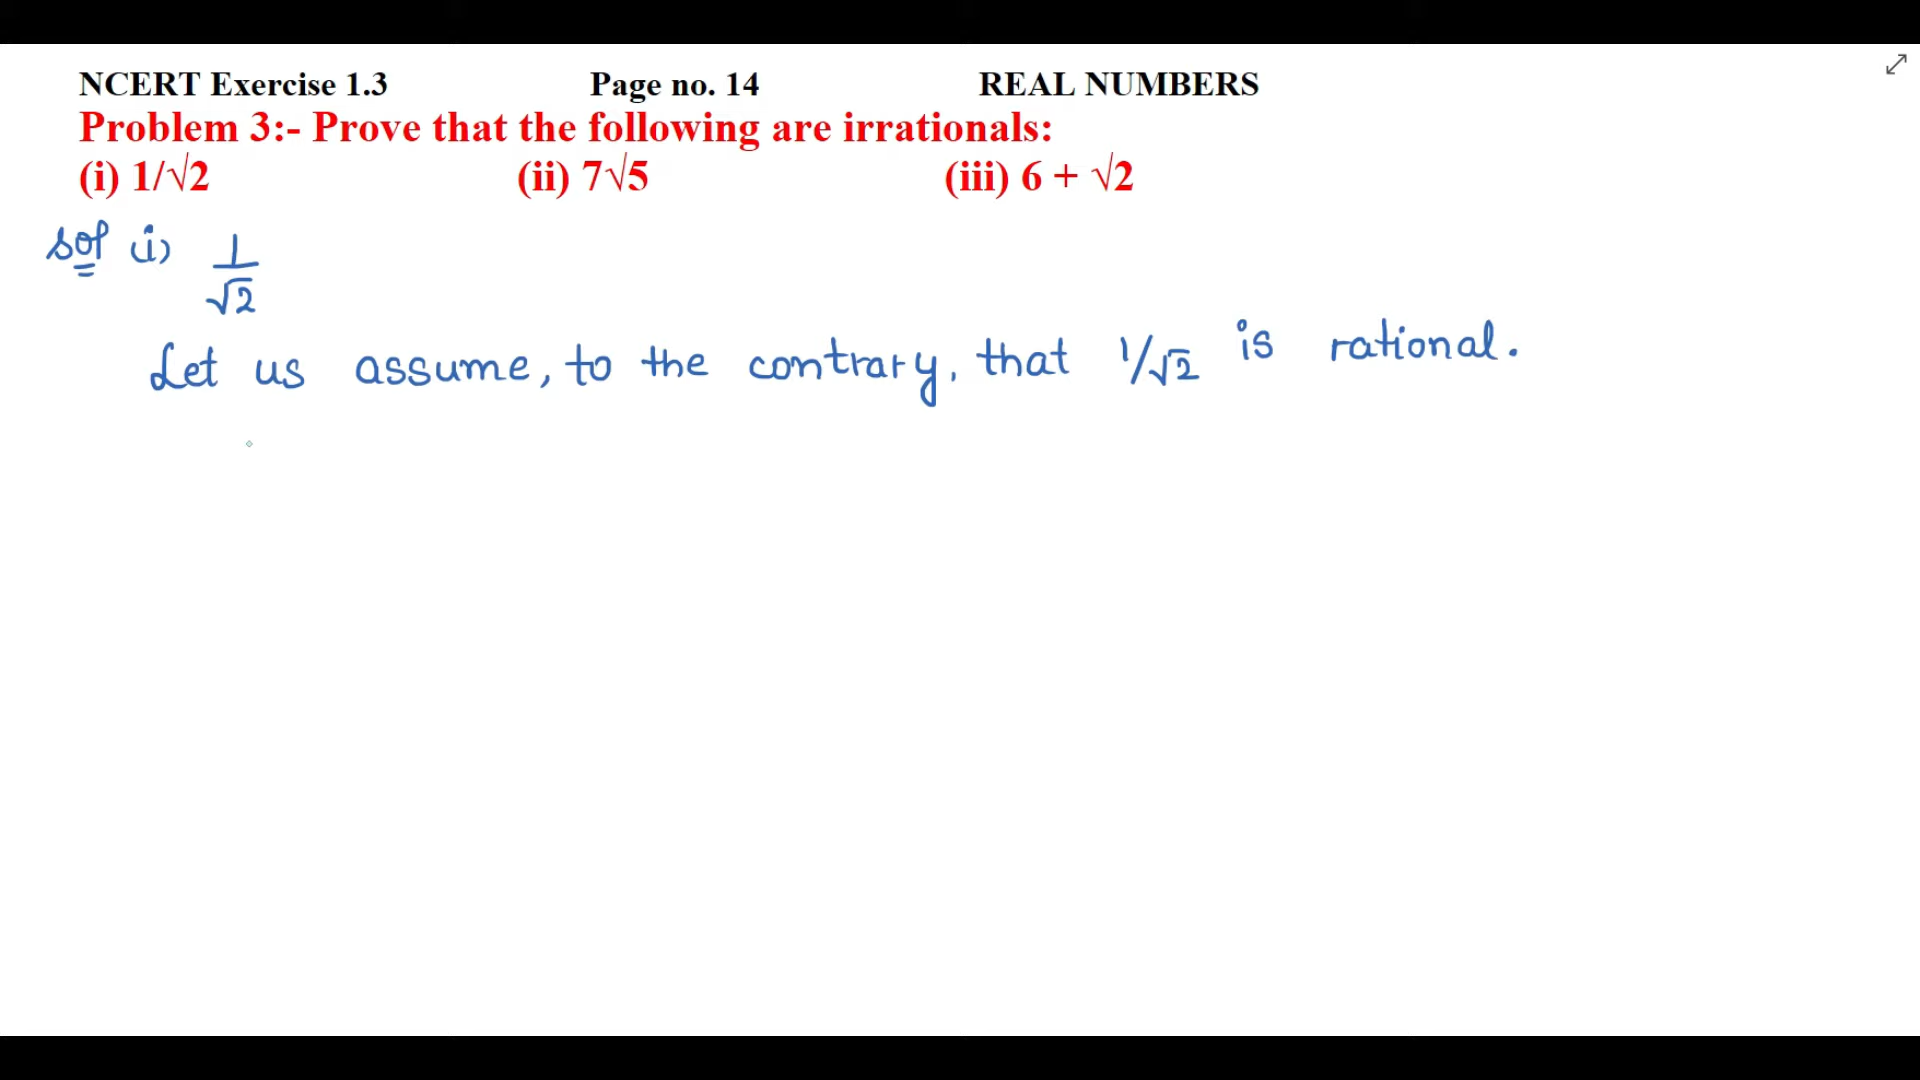 NCERT Exercise 1.3 Page no. 14 REAL NUMBERS
Problem 3:- Prove that the following are irrationals:
(i) 1/√2 (ii) 7√5 (iii) 6 + √2
Sol (i) 1/√2
Let us assume, to the contrary, that 1/√2 is rational.